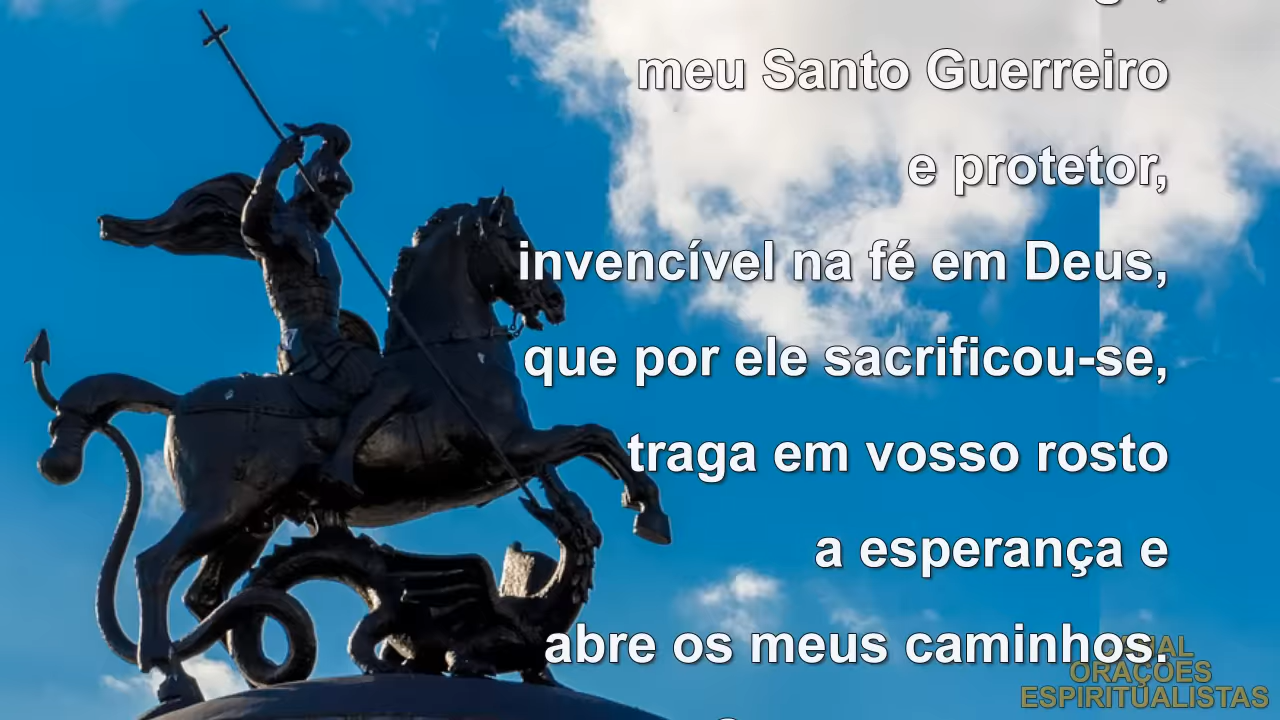 meu Santo Guerreiro
e protetor,
invencível na fé em Deus,
que por ele sacrificou-se,
traga em vosso rosto
a esperança e
abre os meus caminhos.
CANAL
ORAÇÕES
ESPIRITUALISTAS